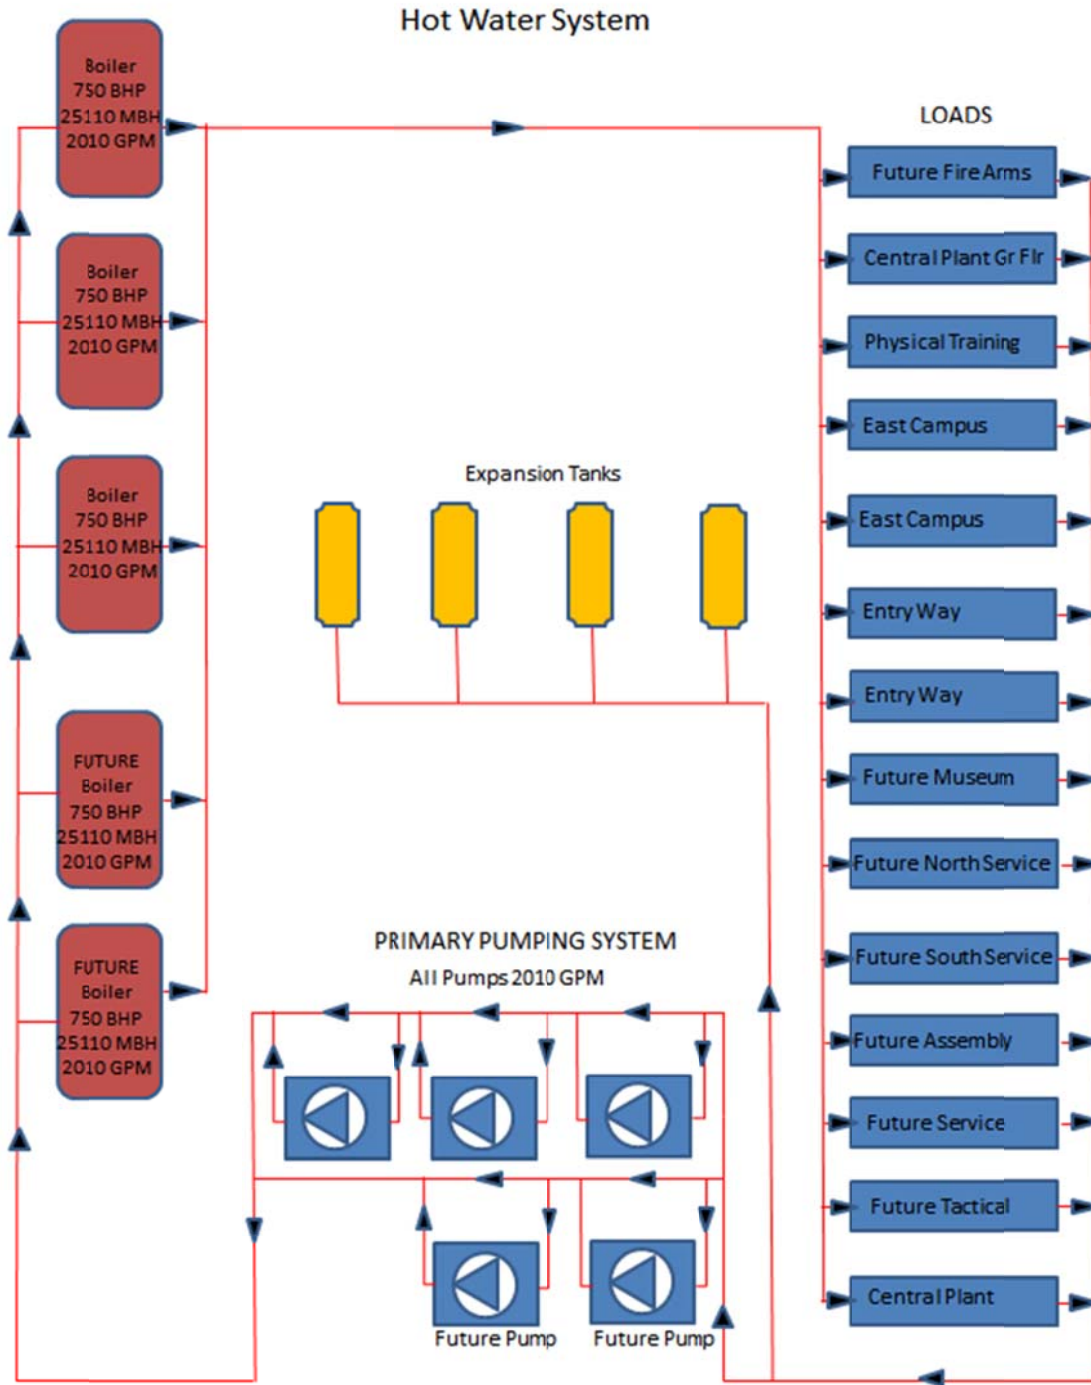 Hot Water System
Boiler
750 BHP
25110 MBH
2010 GPM
Boiler
750 BHP
25110 MBH
2010 GPM
Boiler
750 BHP
25110 MBH
2010 GPM
FUTURE
Boiler
750 BHP
25110 MBH
2010 GPM
FUTURE
Boiler
750 BHP
25110 MBH
2010 GPM
Expansion Tanks
PRIMARY PUMPING SYSTEM
All Pumps 2010 GPM
Future Pump
Future Pump
LOADS
Future Fire Arms
Central Plant Gr Flr
Physical Training
East Campus
East Campus
Entry Way
Entry Way
Future Museum
Future North Service
Future South Service
Future Assembly
Future Service
Future Tactical
Central Plant